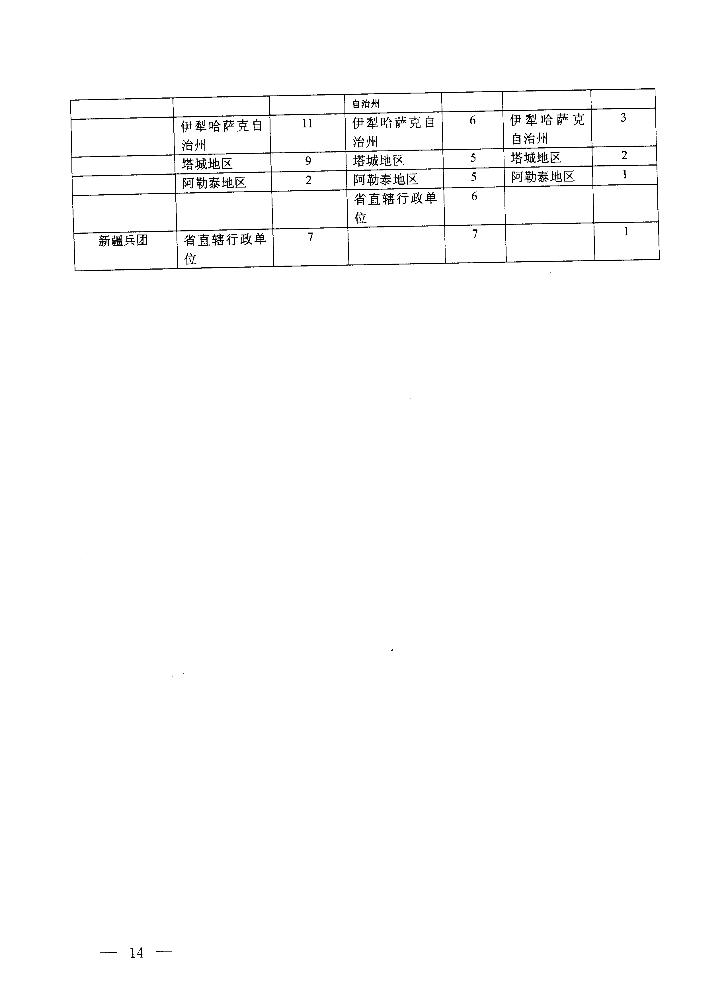 自治州
伊犁哈萨克自 11 伊犁哈萨克自 6 伊犁哈萨克 3
治州 治州 自治州
塔城地区 9 塔城地区 5 塔城地区 2
阿勒泰地区 2 阿勒泰地区 5 阿勒泰地区 1
省直辖行政单 6
位
新疆兵团 省直辖行政单 7 7 1
位
— 14 —